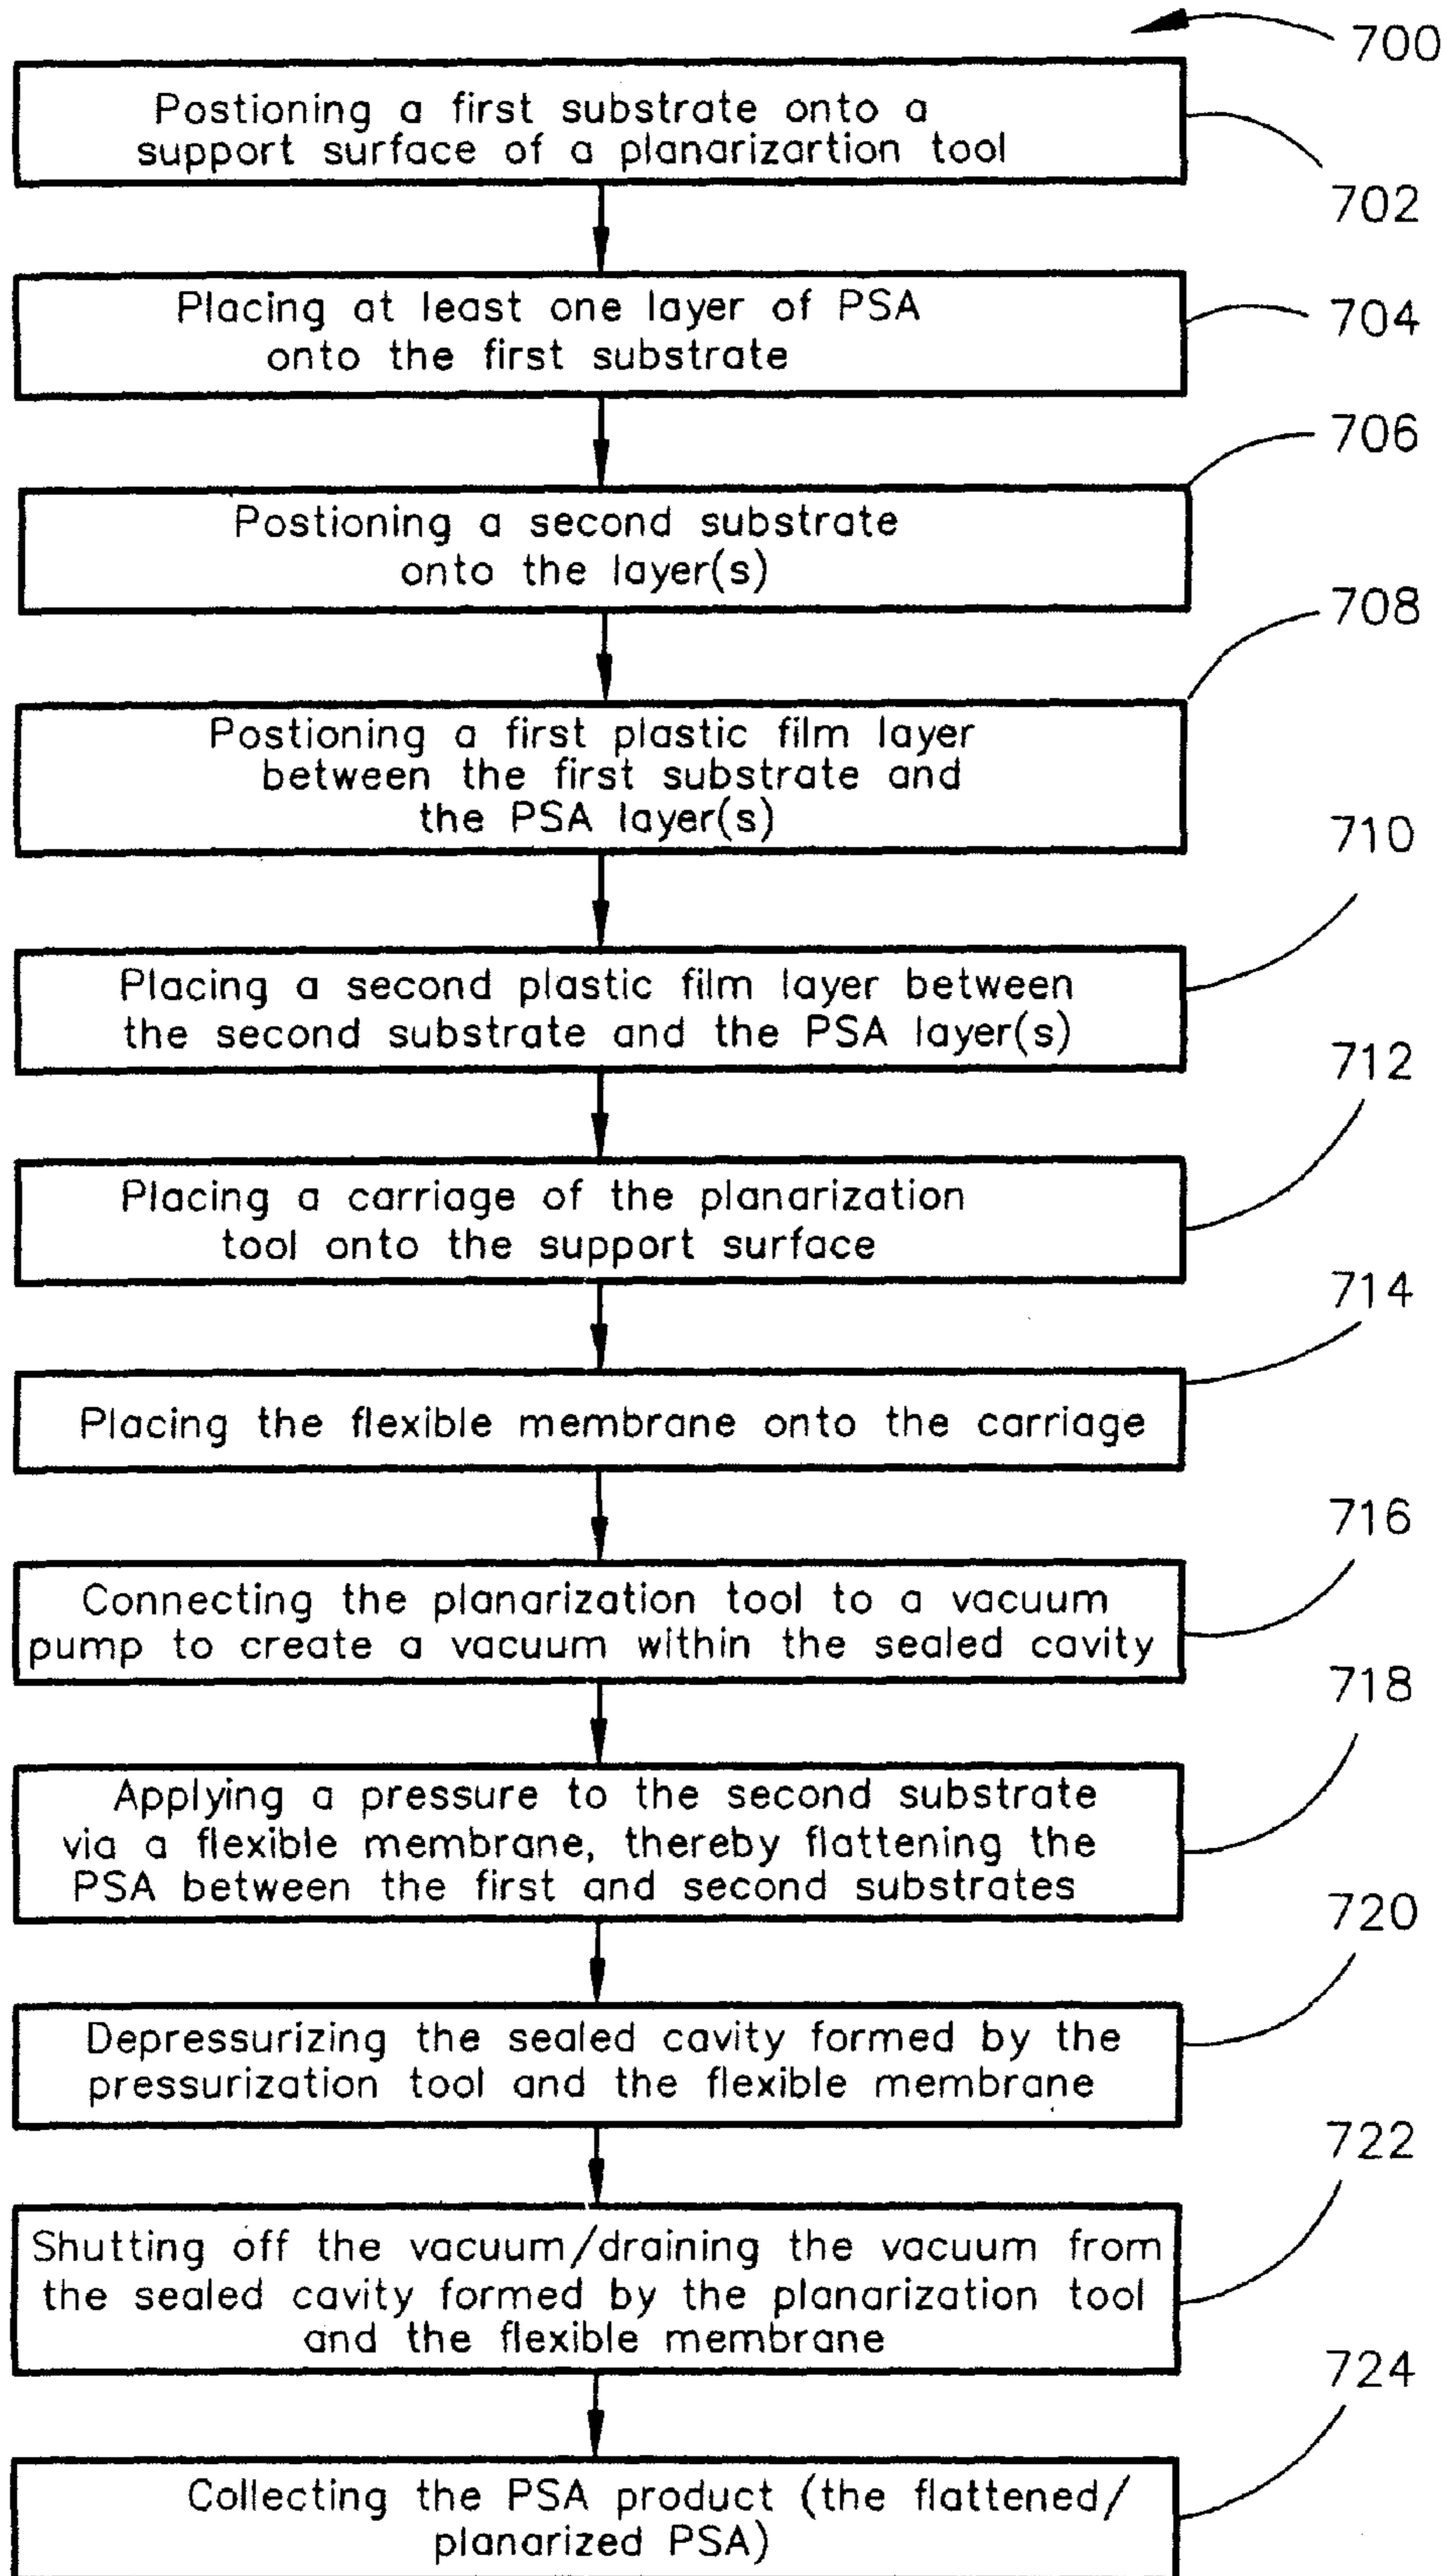 700
Postioning a first substrate onto a
support surface of a planarizartion tool
702
Placing at least one layer of PSA
onto the first substrate
704
706
Postioning a second substrate
onto the layer(s)
708
Postioning a first plastic film layer
between the first substrate and
the PSA layer(s)
710
Placing a second plastic film layer between
the second substrate and the PSA layer(s)
712
Placing a carriage of the planarization
tool onto the support surface
714
Placing the flexible membrane onto the carriage
716
Connecting the planarization tool to a vacuum
pump to create a vacuum within the sealed cavity
718
Applying a pressure to the second substrate
via a flexible membrane, thereby flattening the
PSA between the first and second substrates
720
Depressurizing the sealed cavity formed by the
pressurization tool and the flexible membrane
722
Shutting off the vacuum/draining the vacuum from
the sealed cavity formed by the planarization tool
and the flexible membrane
724
Collecting the PSA product (the flattened/
planarized PSA)